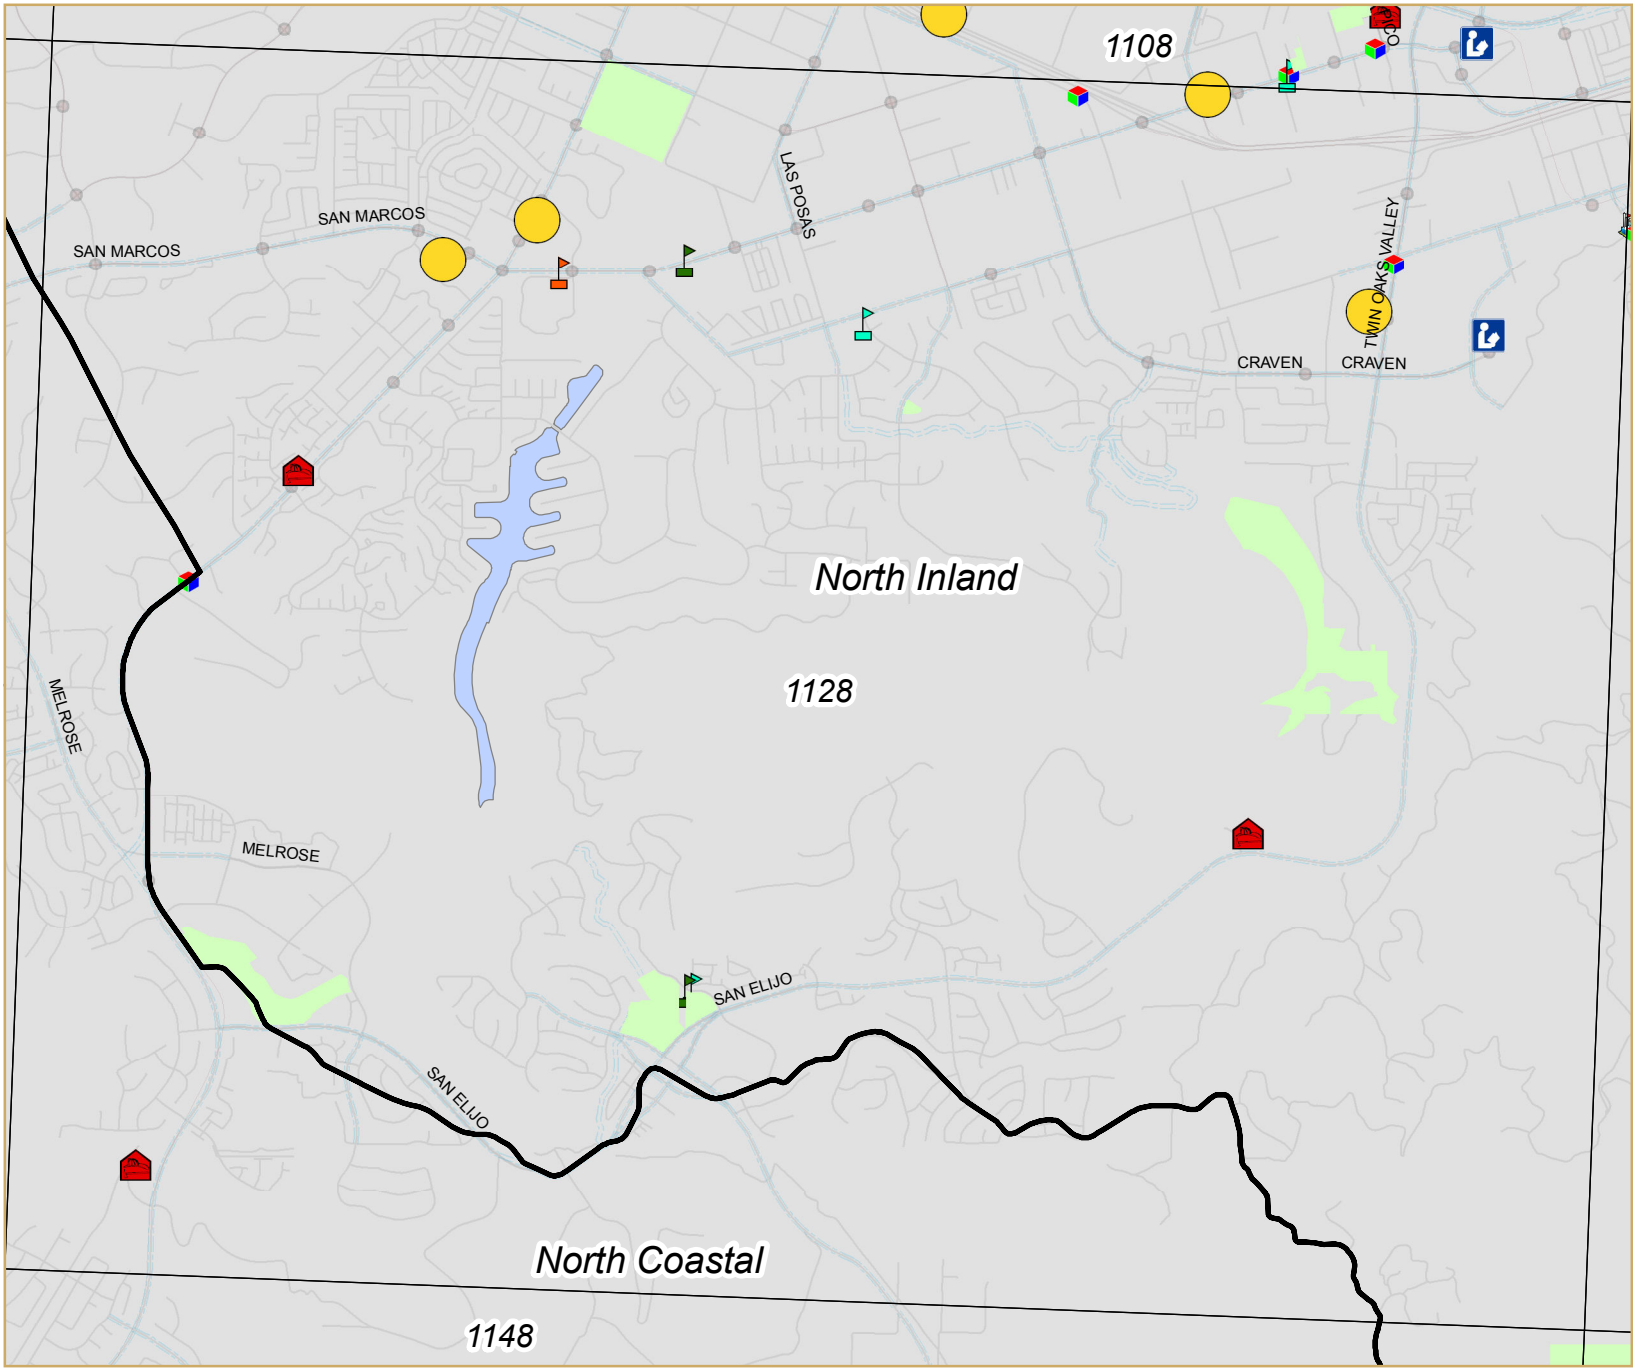 1108
PICO
LAS POSAS
SAN MARCOS
SAN MARCOS
TWIN OAKS VALLEY
CRAVEN
CRAVEN
North Inland
1128
MELROSE
MELROSE
SAN ELIJO
SAN ELIJO
North Coastal
1148